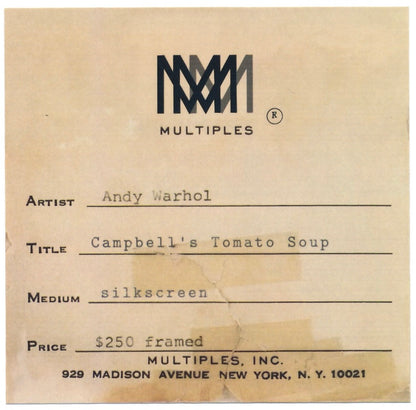 MMM
MULTIPLES
®
ARTIST Andy Warhol
TITLE Campbell's Tomato Soup
MEDIUM silkscreen
PRICE $250 framed
MULTIPLES, INC.
929 MADISON AVENUE NEW YORK, N. Y. 10021